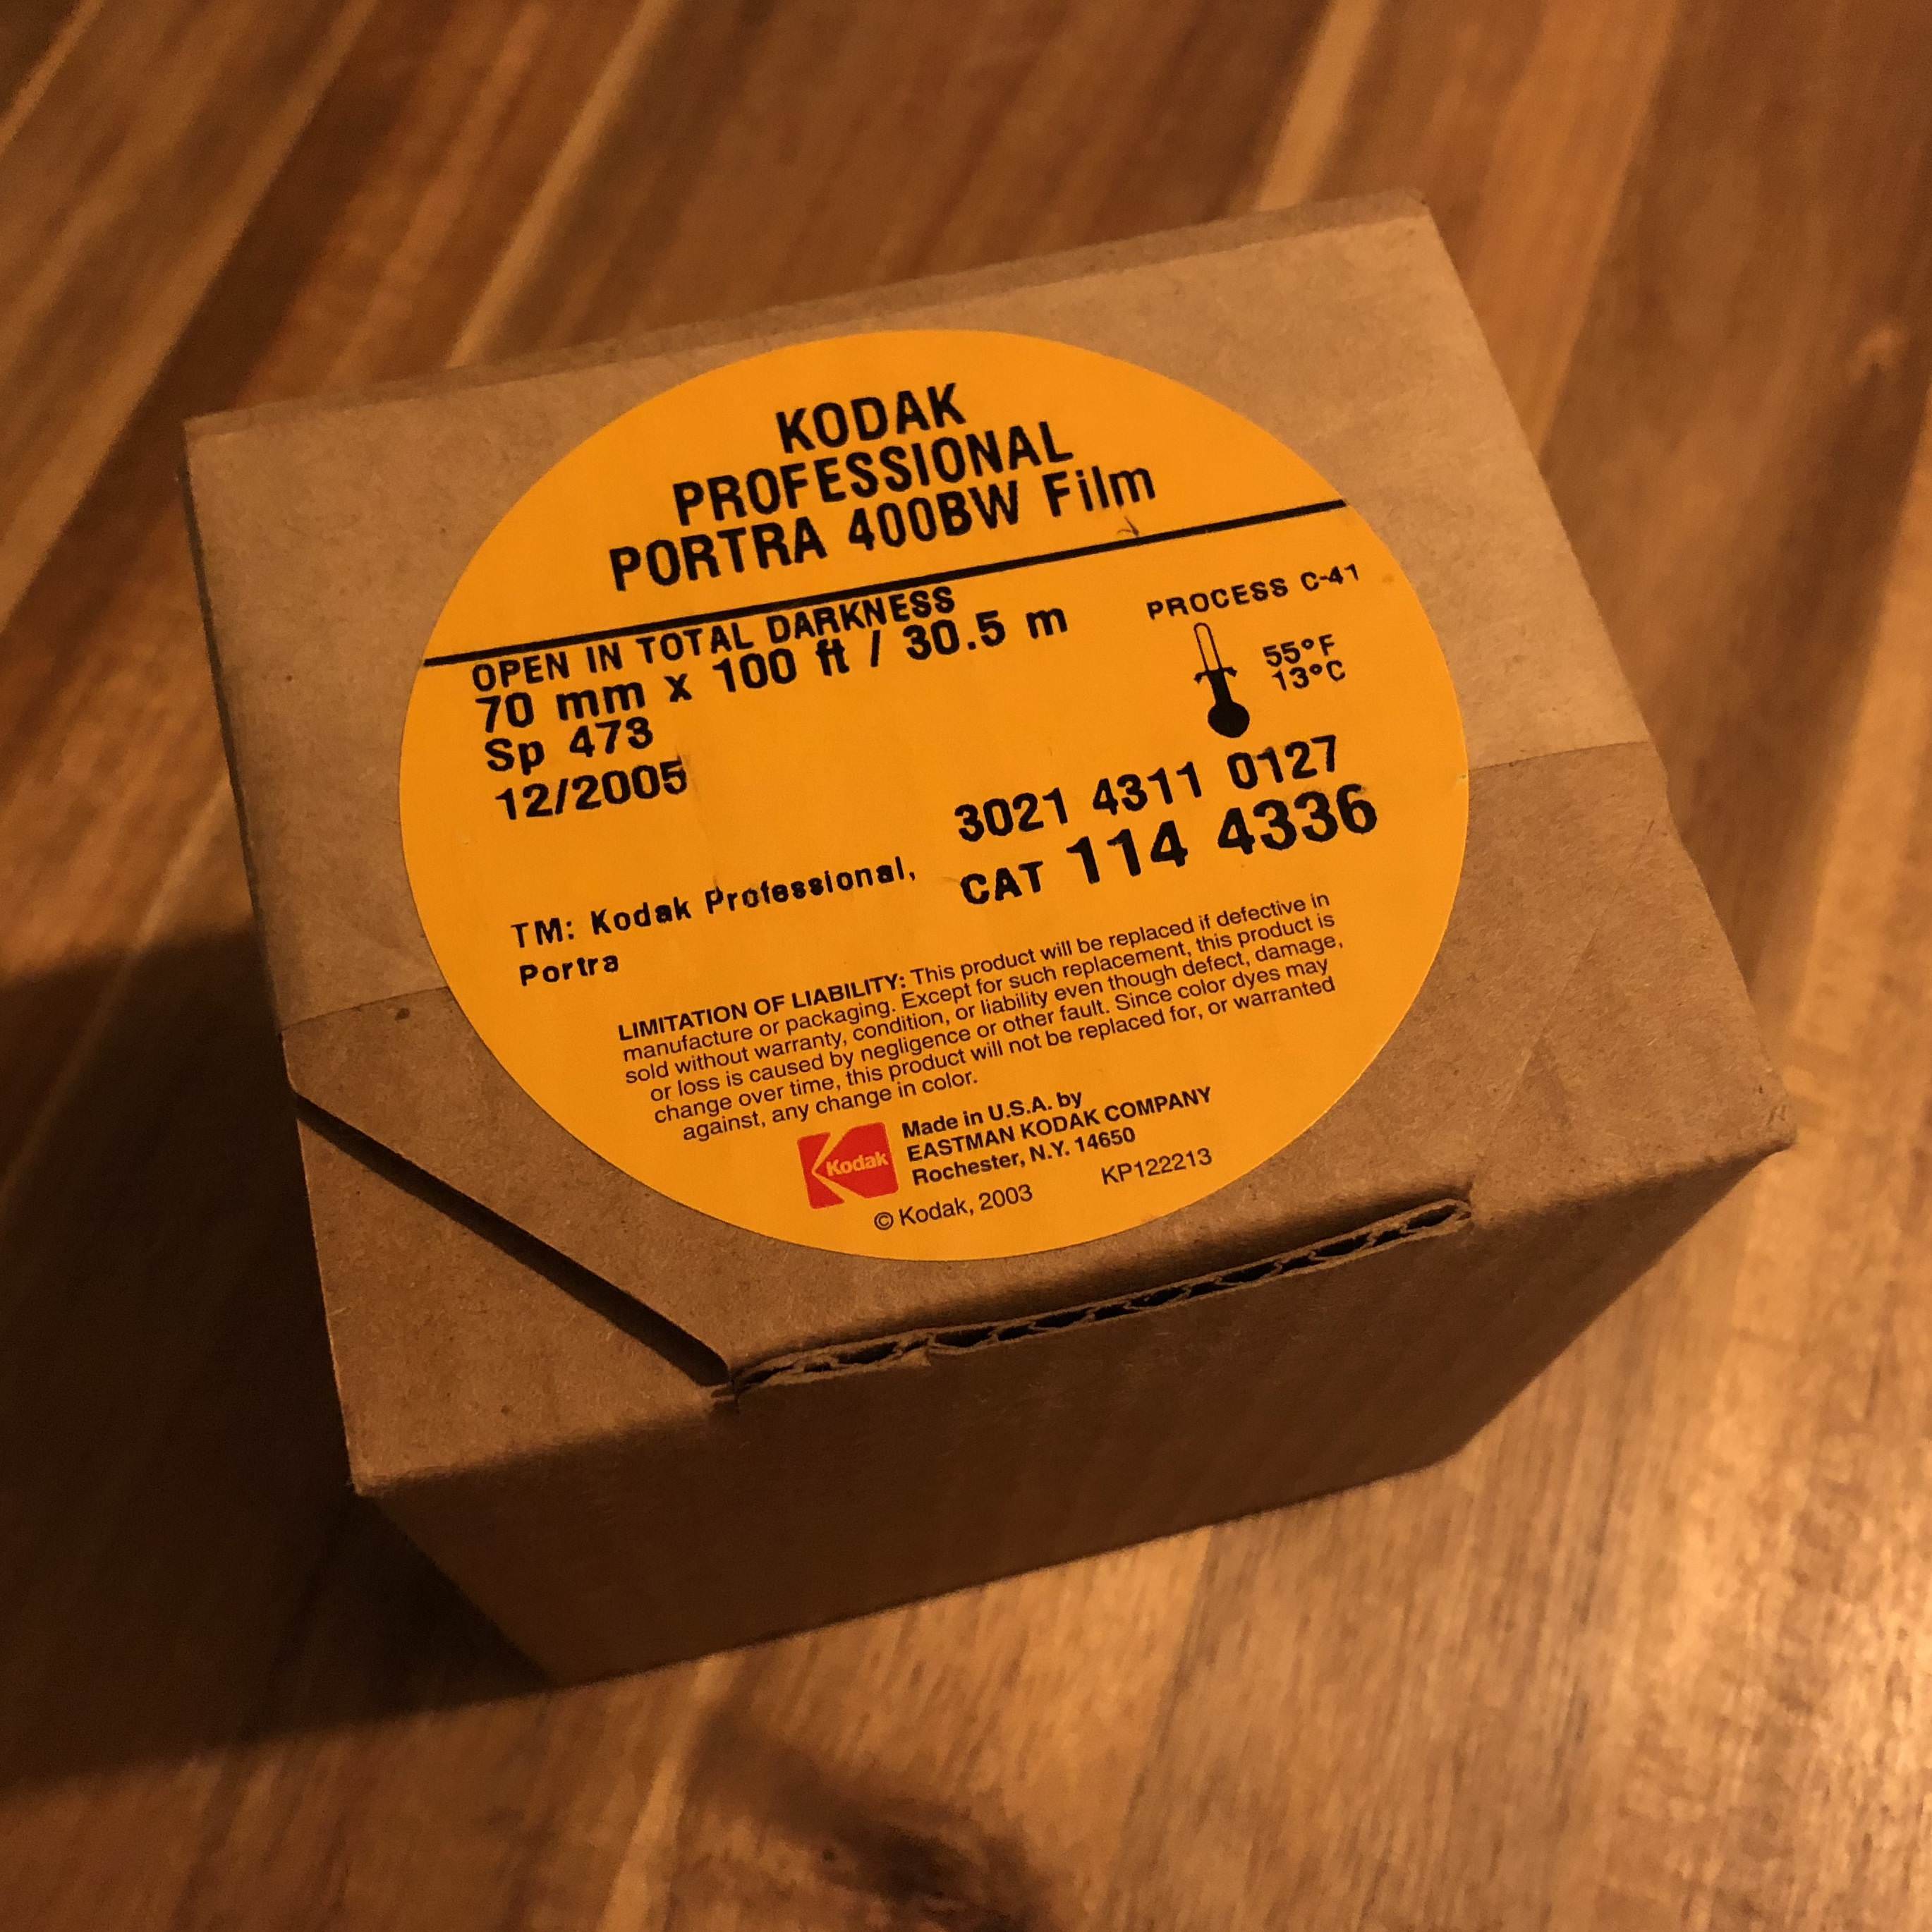 KODAK
PROFESSIONAL
PORTRA 400BW Film
OPEN IN TOTAL DARKNESS
70 mm x 100 ft / 30.5 m
Sp 473
12/2005
PROCESS C-41
55°F
13°C
3021 4311 0127
CAT 114 4336
TM: Kodak Professional,
Portra
LIMITATION OF LIABILITY: This product will be replaced if defective in
manufacture or packaging. Except for such replacement, this product is
sold without warranty, condition, or liability even though defect, damage,
or loss is caused by negligence or other fault. Since color dyes may
change over time, this product will not be replaced for, or warranted
against, any change in color.
Kodak
Made in U.S.A. by
EASTMAN KODAK COMPANY
Rochester, N.Y. 14650
© Kodak, 2003
KP122213